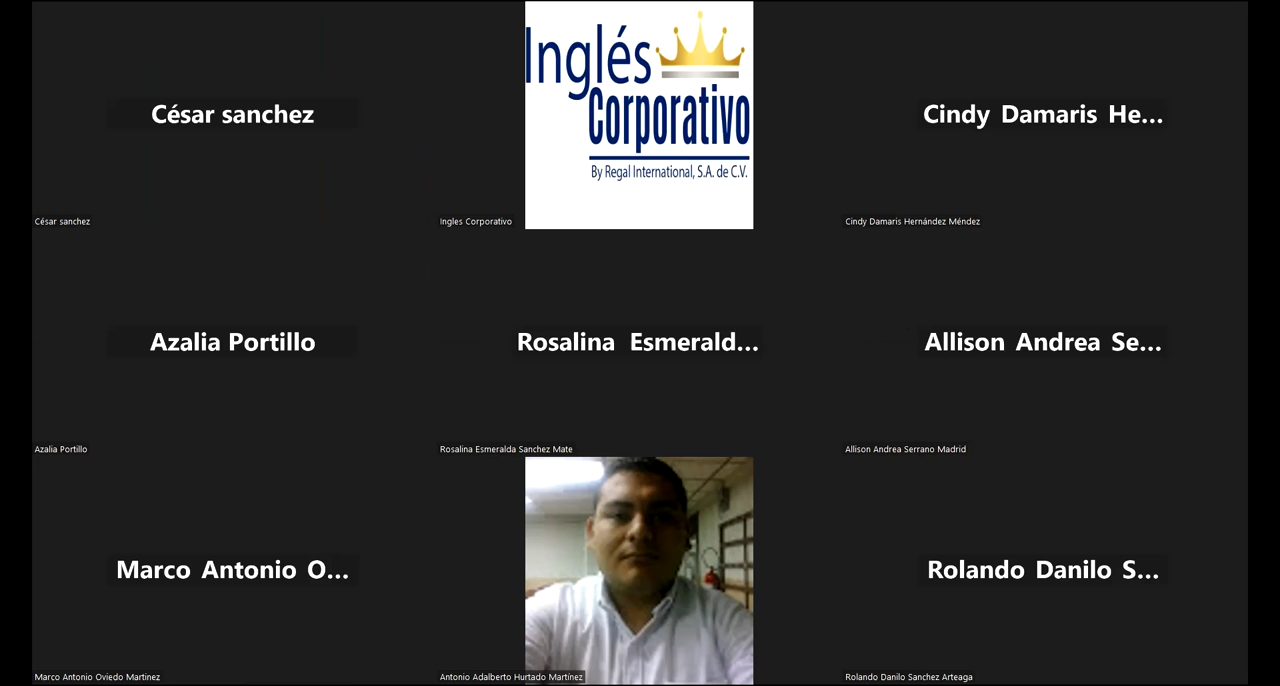 César sanchez
Inglés
Corporativo
By Regal International, S.A. de C.V.
Cindy Damaris He...
César sanchez
Ingles Corporativo
Cindy Damaris Hernández Méndez
Azalia Portillo
Rosalina Esmerald...
Allison Andrea Se...
Azalia Portillo
Rosalina Esmeralda Sanchez Mate
Allison Andrea Serrano Madrid
Marco Antonio O...
Rolando Danilo S...
Marco Antonio Oviedo Martinez
Antonio Adalberto Hurtado Martínez
Rolando Danilo Sanchez Arteaga